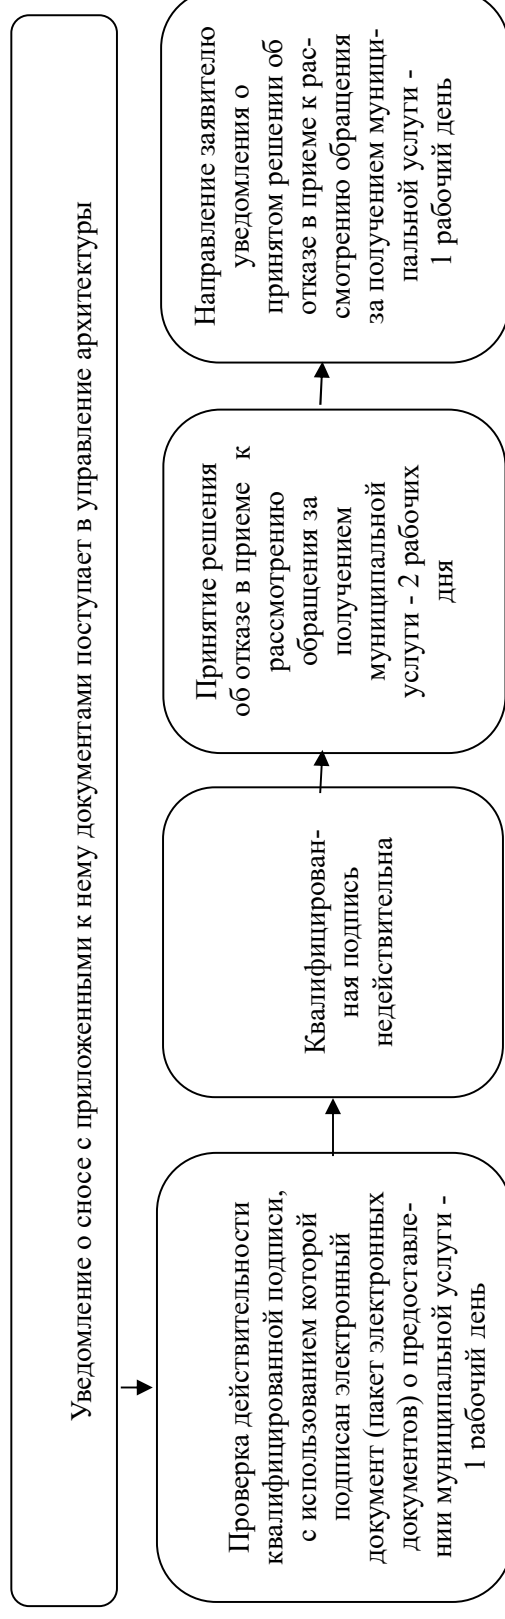 Уведомление о сносе с приложенными к нему документами поступает в управление архитектуры
Проверка действительности
квалифицированной подписи,
с использованием которой
подписан электронный
документ (пакет электронных
документов) о предоставле-
нии муниципальной услуги -
1 рабочий день
Квалифицирован-
ная подпись
недействительна
Принятие решения
об отказе в приеме к
рассмотрению
обращения за
получением
муниципальной
услуги - 2 рабочих
дня
Направление заявителю
уведомления о
принятом решении об
отказе в приеме к рас-
смотрению обращения
за получением муници-
пальной услуги -
1 рабочий день